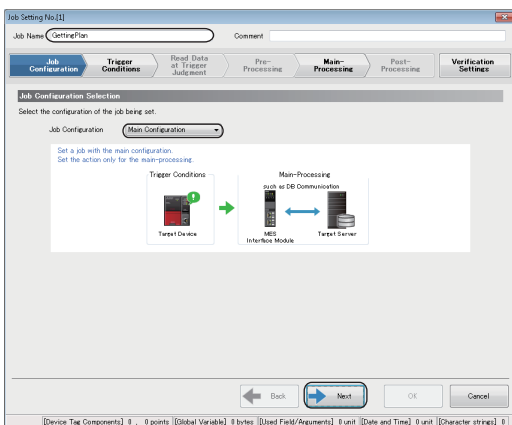 Job Setting No.[1]
Job Name GettingPlan Comment
Job Configuration
Trigger Conditions
Read Data at Trigger Judgment
Pre-Processing
Main-Processing
Post-Processing
Verification Settings
Job Configuration Selection
Select the configuration of the job being set.
Job Configuration Main Configuration
Set a job with the main configuration.
Set the action only for the main-processing.
Trigger Conditions Main-Processing
such as DB Communication
Target Device MES Interface Module Target Server
Back Next OK Cancel
[Device Tag Components] 0 , 0 points [Global Variable] 0 bytes [Used Field/Arguments] 0 unit [Date and Time] 0 unit [Character strings] 0